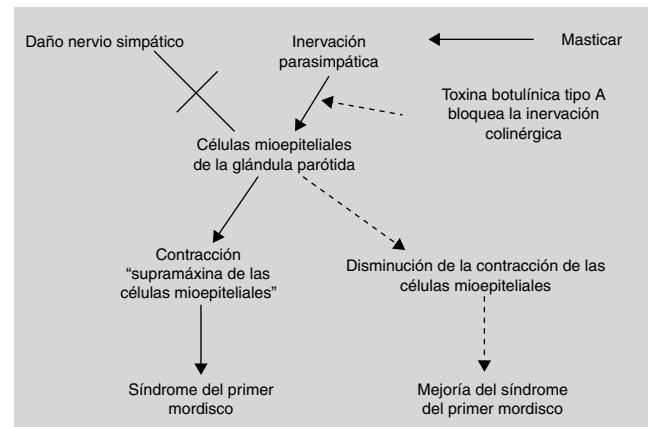 Daño nervio simpático
Inervación
parasimpática
Masticar
Toxina botulínica tipo A
bloquea la inervación
colinérgica
Células mioepiteliales
de la glándula parótida
Contracción
“supramáxina de las
células mioepiteliales”
Disminución de la contracción de las
células mioepiteliales
Síndrome del primer
mordisco
Mejoría del síndrome
del primer mordisco